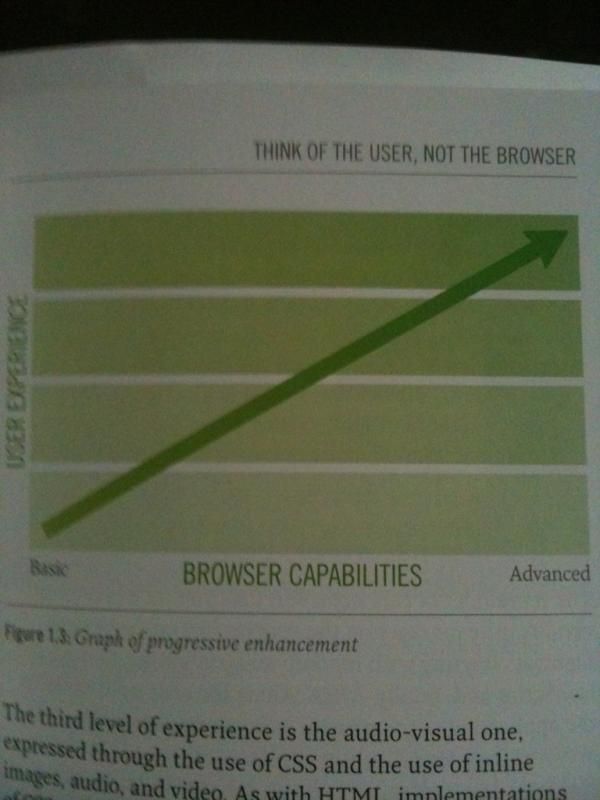 THINK OF THE USER, NOT THE BROWSER
USER EXPERIENCE
Basic
BROWSER CAPABILITIES
Advanced
Figure 1.3: Graph of progressive enhancement
The third level of experience is the audio-visual one,
expressed through the use of CSS and the use of inline
images, audio, and video. As with HTML, implementations
of